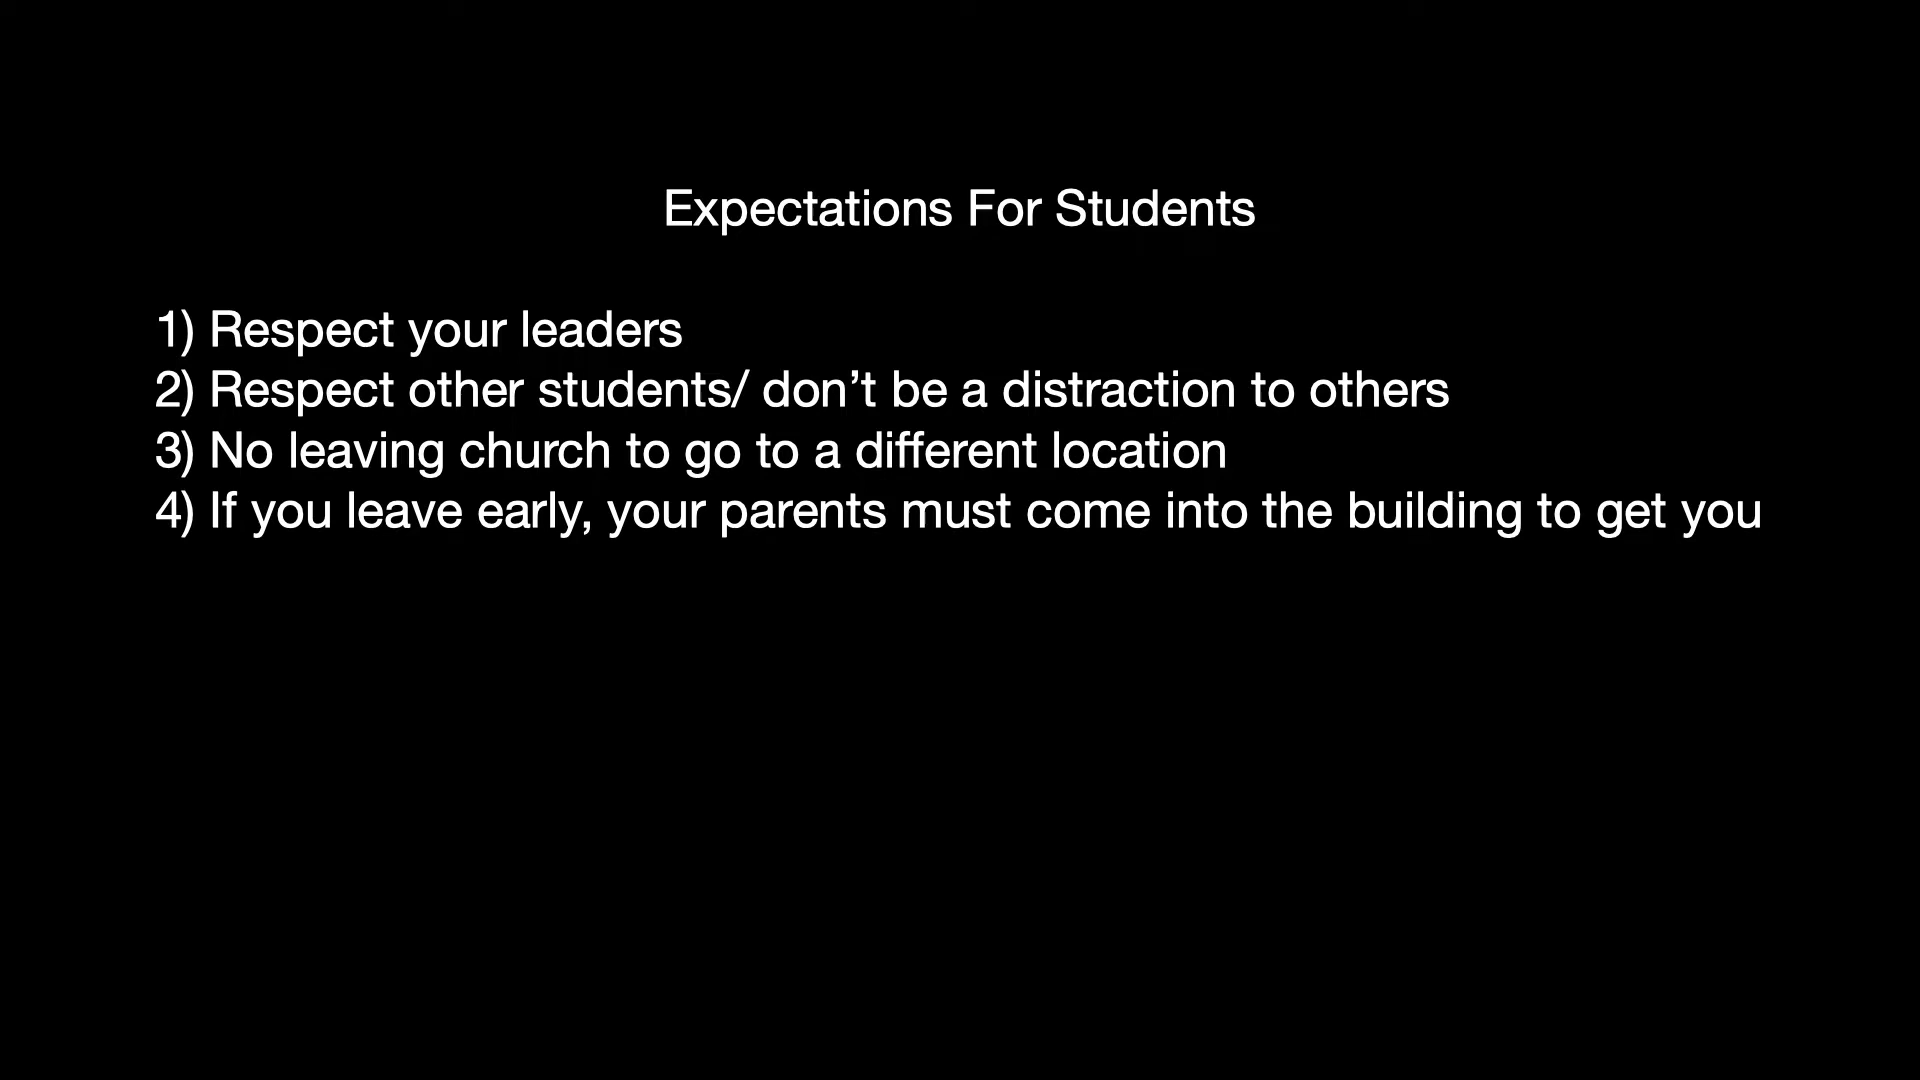 Expectations For Students
1) Respect your leaders
2) Respect other students/ don’t be a distraction to others
3) No leaving church to go to a different location
4) If you leave early, your parents must come into the building to get you